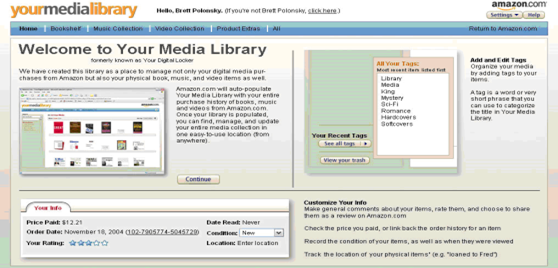 yourmedialibrary
Hello, Brett Polonsky. (If you're not Brett Polonsky, click here.)
amazon.com
Settings Help
Home Bookshelf Music Collection Video Collection Product Extras All Return to Amazon.com
Welcome to Your Media Library
formerly known as Your Digital Locker
We have created this library as a place to manage not only your digital media pur-
chases from Amazon but also your physical book, music, and video items as well.
Amazon.com will auto-populate
Your Media Library with your entire
purchase history of books, music
and videos from Amazon.com.
Once your library is populated,
you can find, manage, and update
your entire media collection in
one easy-to-use location (from
anywhere).
Continue
All Your Tags:
Most recent item listed first
Library
Media
King
Mystery
Sci-Fi
Romance
Hardcovers
Softcovers
Your Recent Tags
See all tags
View your trash
Add and Edit Tags
Organize your media
by adding tags to your
items.
A tag is a word or very
short phrase that you
can use to categorize
the title in Your Media
Library.
Your Info
Price Paid: $12.21
Order Date: November 18, 2004 (102-7905774-5045729)
Your Rating:
Date Read: Never
Condition: New
Location: Enter location
Customize Your Info
Make general comments about your items, rate them, and choose to share
them as a review on Amazon.com
Check the price you paid, or link back the order history for an item
Record the condition of your items, as well as when they were viewed
Track the location of your physical items* (e.g. "loaned to Fred")